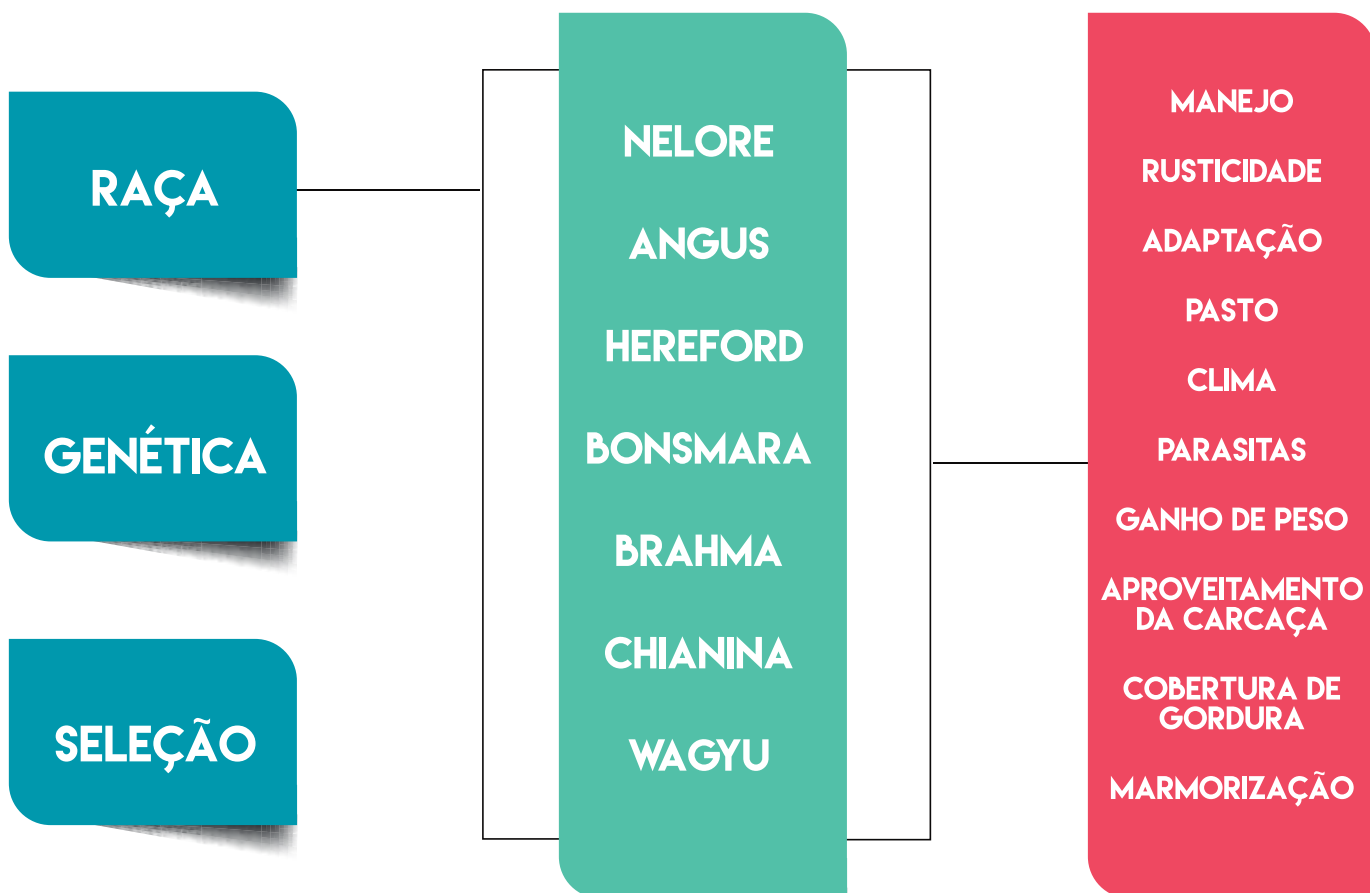 RAÇA
GENÉTICA
SELEÇÃO
NELORE
ANGUS
HEREFORD
BONSMARA
BRAHMA
CHIANINA
WAGYU
MANEJO
RUSTICIDADE
ADAPTAÇÃO
PASTO
CLIMA
PARASITAS
GANHO DE PESO
APROVEITAMENTO
DA CARCAÇA
COBERTURA DE
GORDURA
MARMORIZAÇÃO